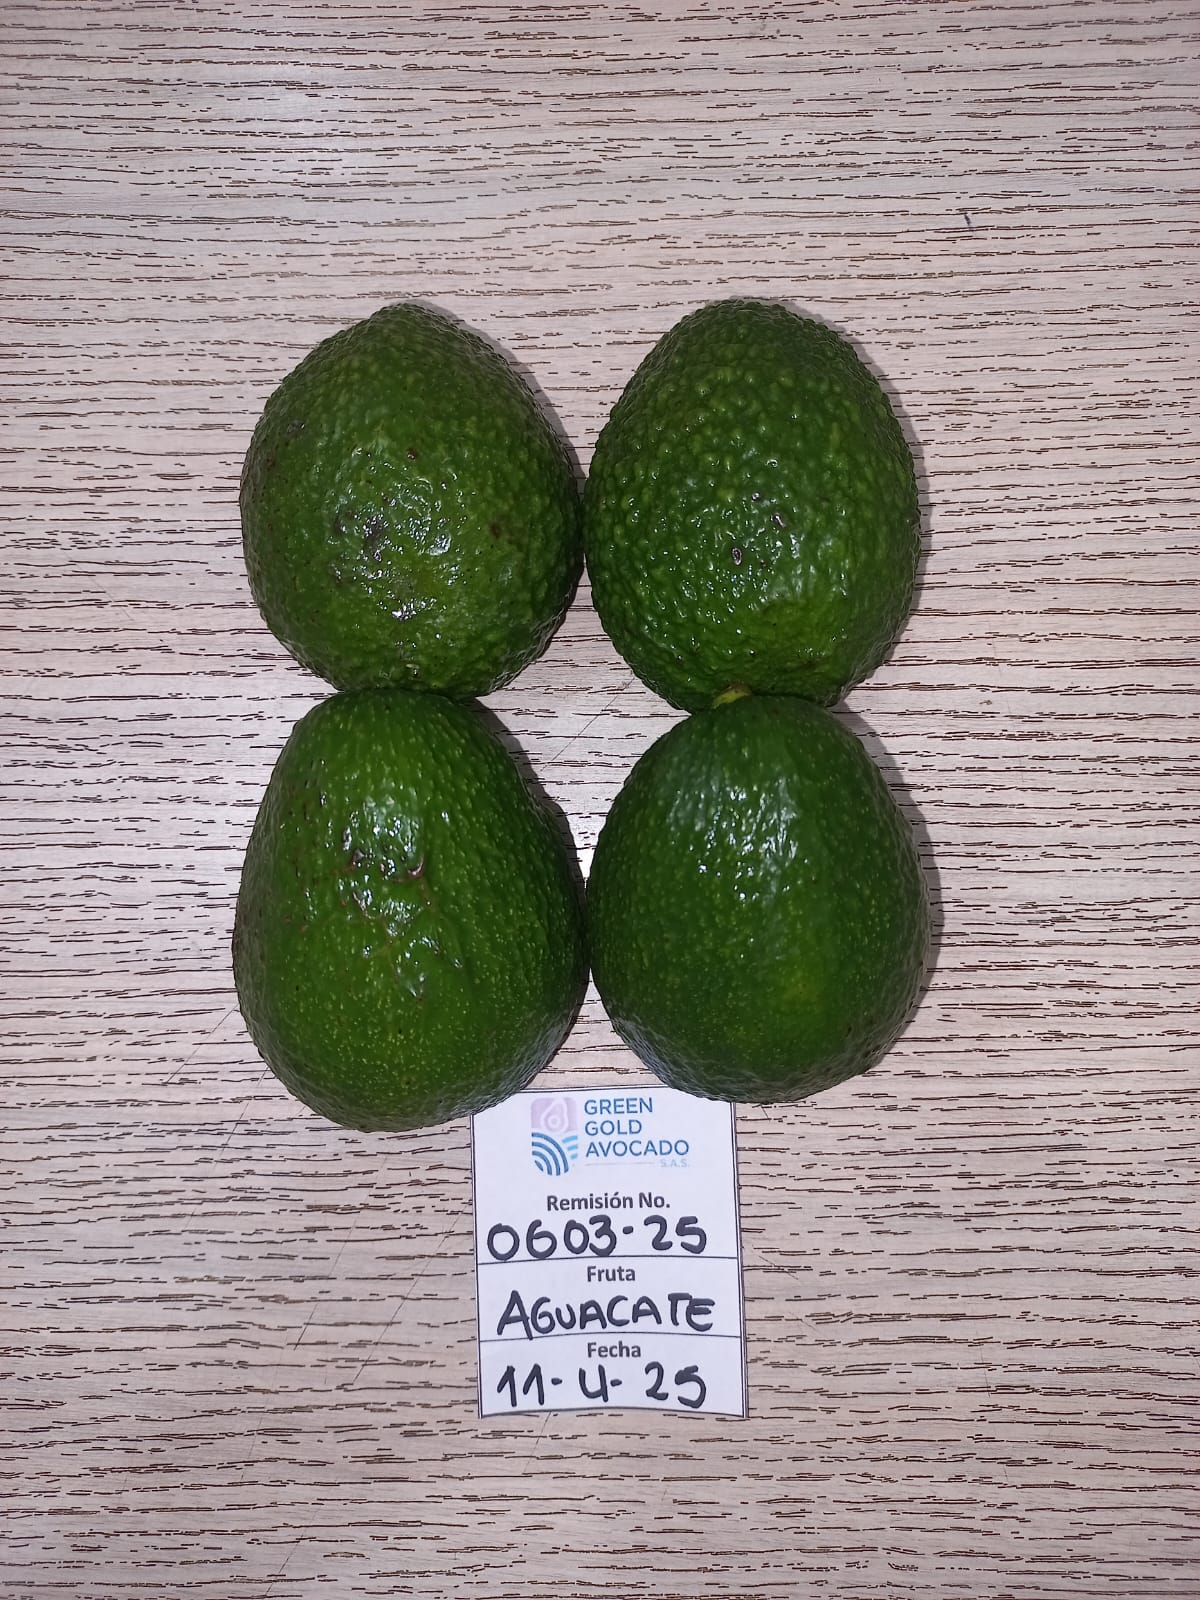 GREEN
GOLD
AVOCADO
S.A.S.
Remisión No.
0603-25
Fruta
AGUACATE
Fecha
11-4-25